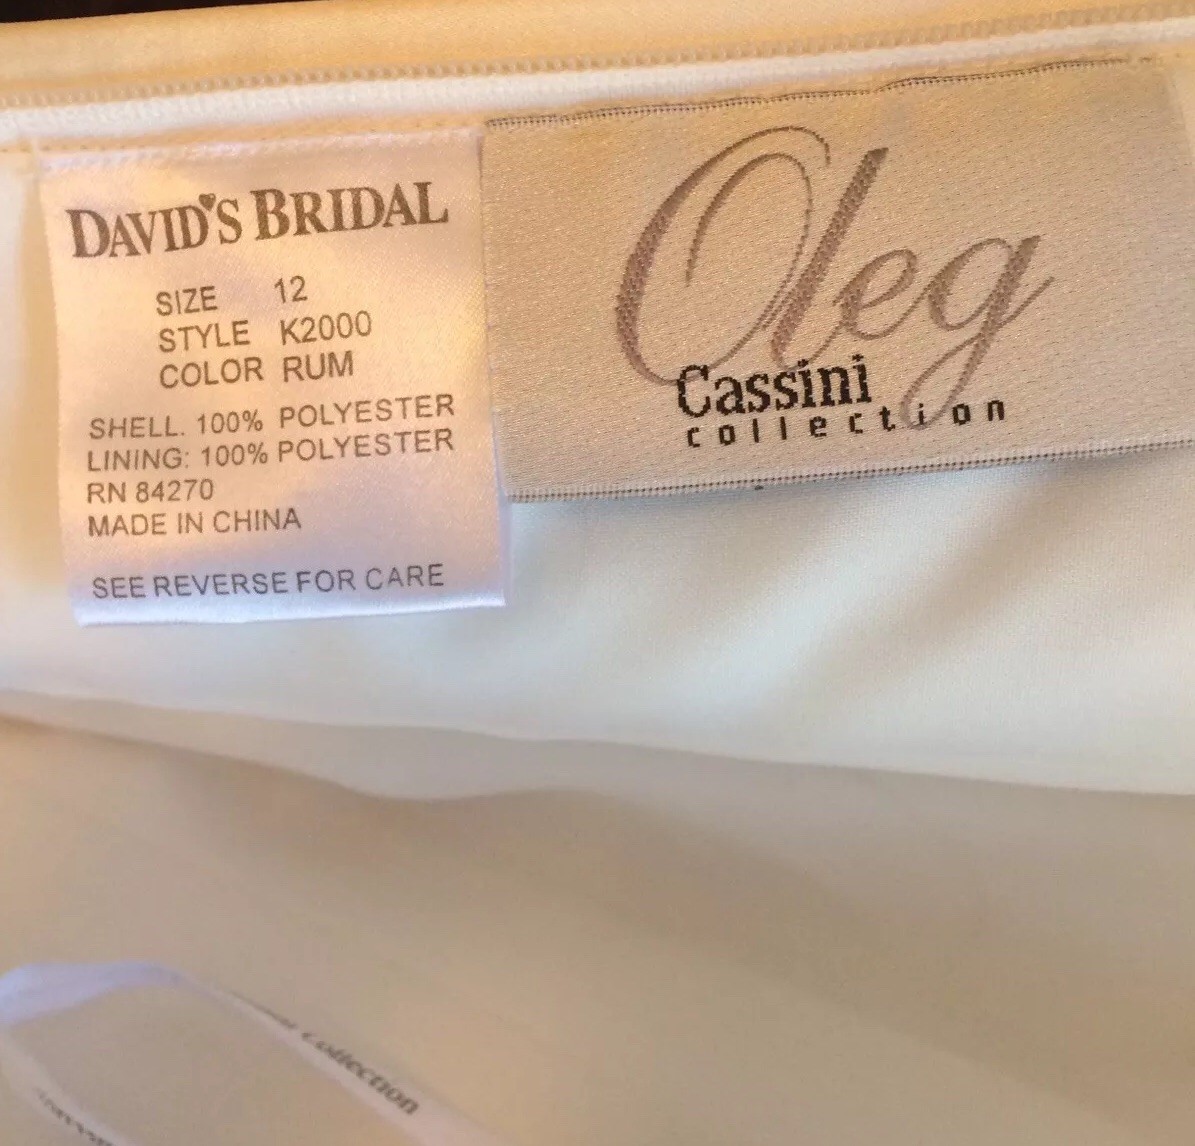 DAVID'S BRIDAL
SIZE 12
STYLE K2000
COLOR RUM
SHELL. 100% POLYESTER
LINING: 100% POLYESTER
RN 84270
MADE IN CHINA
SEE REVERSE FOR CARE
Oleg
Cassini
collection
Collection